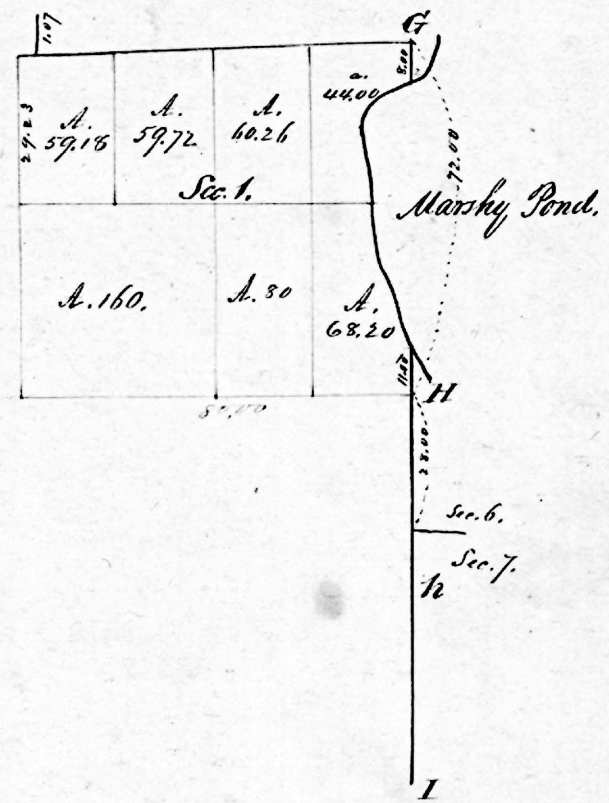 1.07
G
8.00
29.23
A.
59.18
A.
59.72
A.
60.26
a.
44.00
72.00
Sec. 1.
Marshy Pond.
A. 160.
A. 80
A.
68.20
11.00
H
80.00
28.00
Sec. 6.
Sec. 7.
h
I